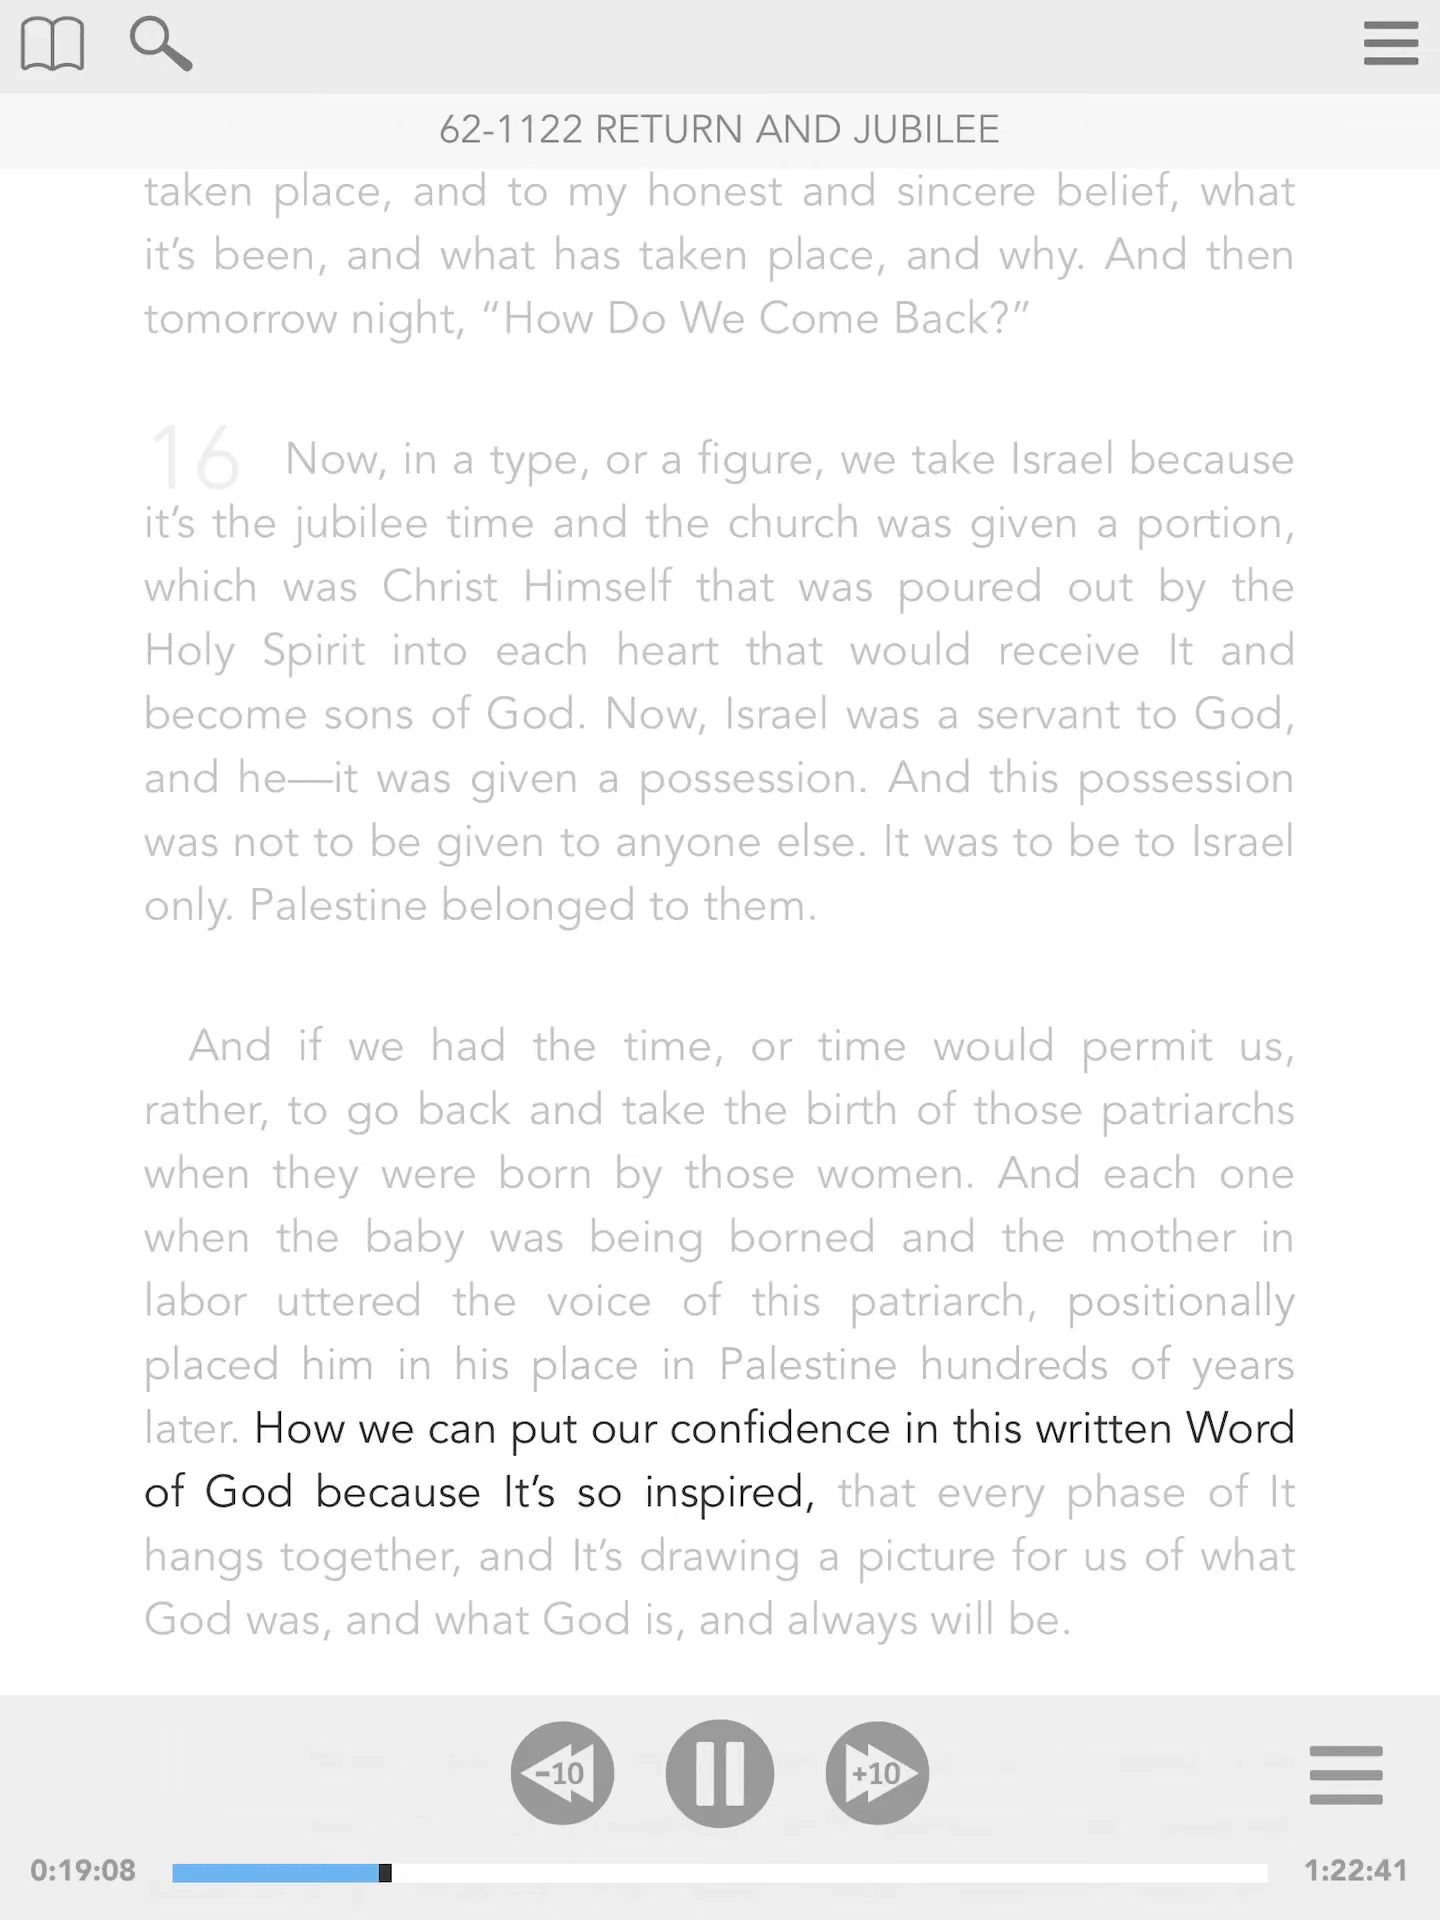 62-1122 RETURN AND JUBILEE
taken place, and to my honest and sincere belief, what
it’s been, and what has taken place, and why. And then
tomorrow night, “How Do We Come Back?”
16 Now, in a type, or a figure, we take Israel because
it’s the jubilee time and the church was given a portion,
which was Christ Himself that was poured out by the
Holy Spirit into each heart that would receive It and
become sons of God. Now, Israel was a servant to God,
and he—it was given a possession. And this possession
was not to be given to anyone else. It was to be to Israel
only. Palestine belonged to them.
And if we had the time, or time would permit us,
rather, to go back and take the birth of those patriarchs
when they were born by those women. And each one
when the baby was being borned and the mother in
labor uttered the voice of this patriarch, positionally
placed him in his place in Palestine hundreds of years
later. How we can put our confidence in this written Word
of God because It’s so inspired, that every phase of It
hangs together, and It’s drawing a picture for us of what
God was, and what God is, and always will be.
-10 +10
0:19:08 1:22:41